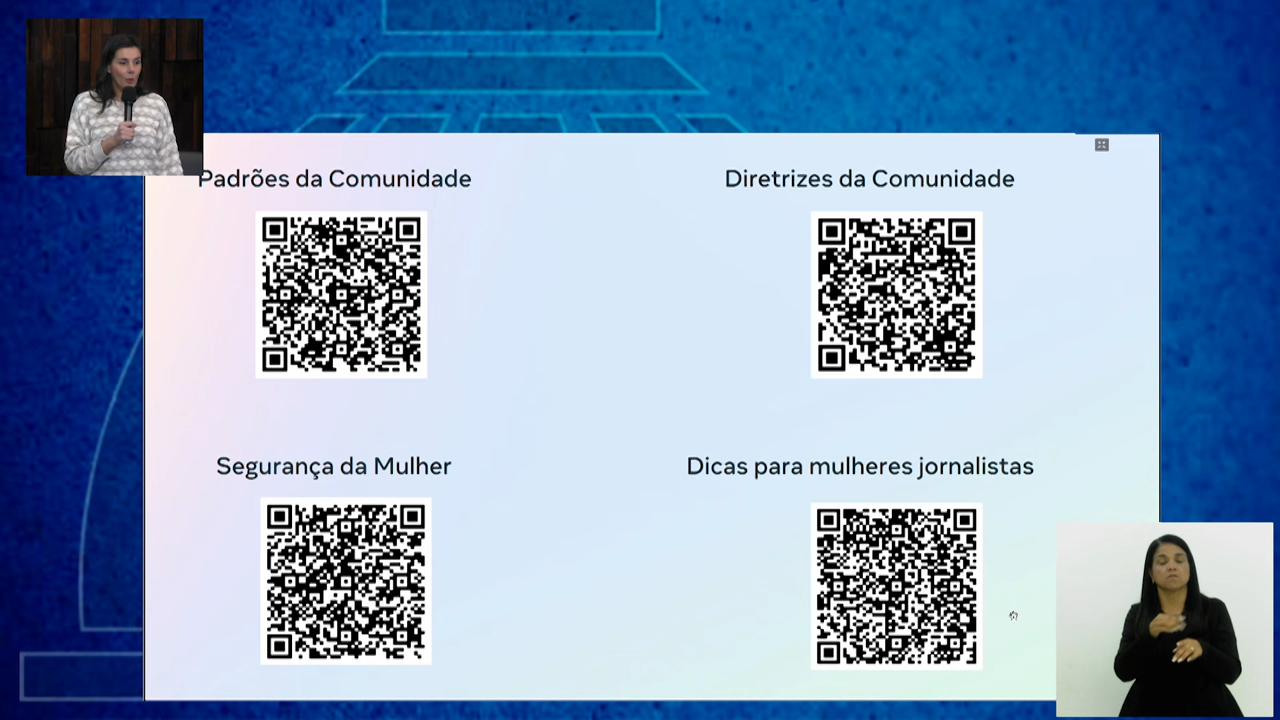 Padrões da Comunidade
Diretrizes da Comunidade
Segurança da Mulher
Dicas para mulheres jornalistas